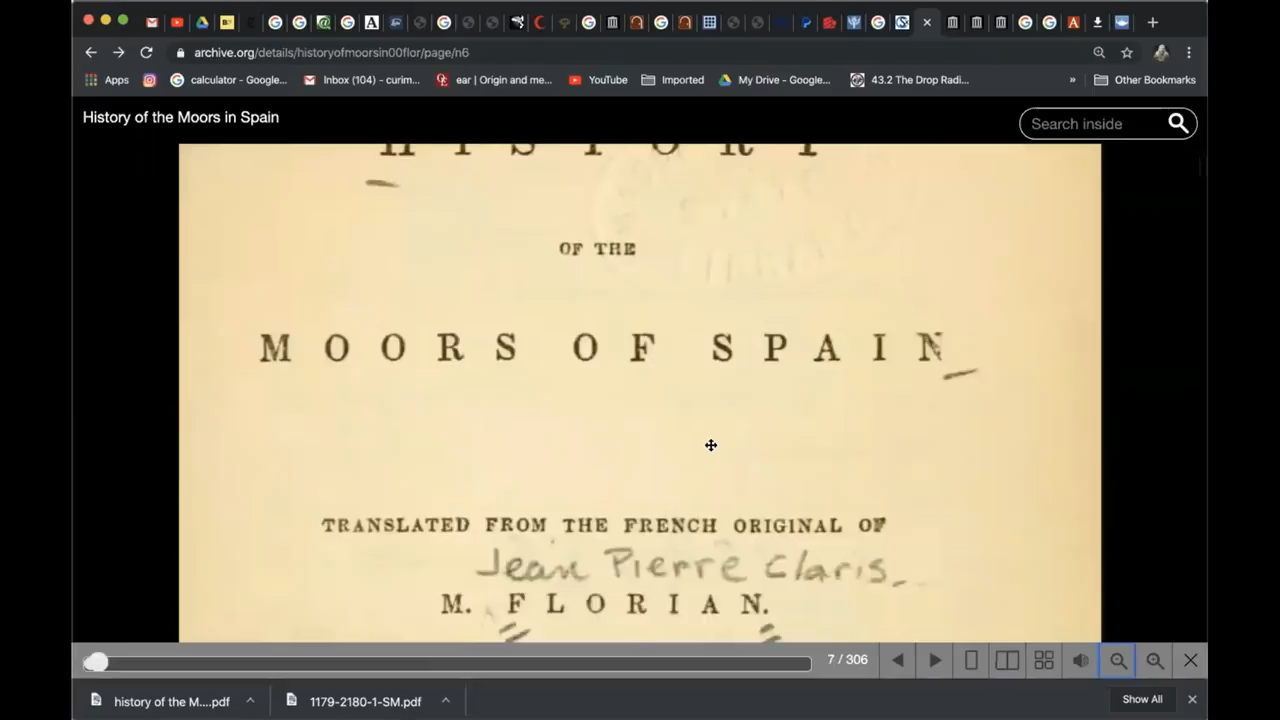 archive.org/details/historyofmoorsin00flor/page/n6
Apps
calculator - Google...
Inbox (104) - curim...
ear | Origin and me...
YouTube
Imported
My Drive - Google...
43.2 The Drop Radi...
»
Other Bookmarks
History of the Moors in Spain
Search inside
HISTORY
OF THE
MOORS OF SPAIN
TRANSLATED FROM THE FRENCH ORIGINAL OF
Jean Pierre Claris.
M. FLORIAN.
7 / 306
history of the M....pdf
1179-2180-1-SM.pdf
Show All